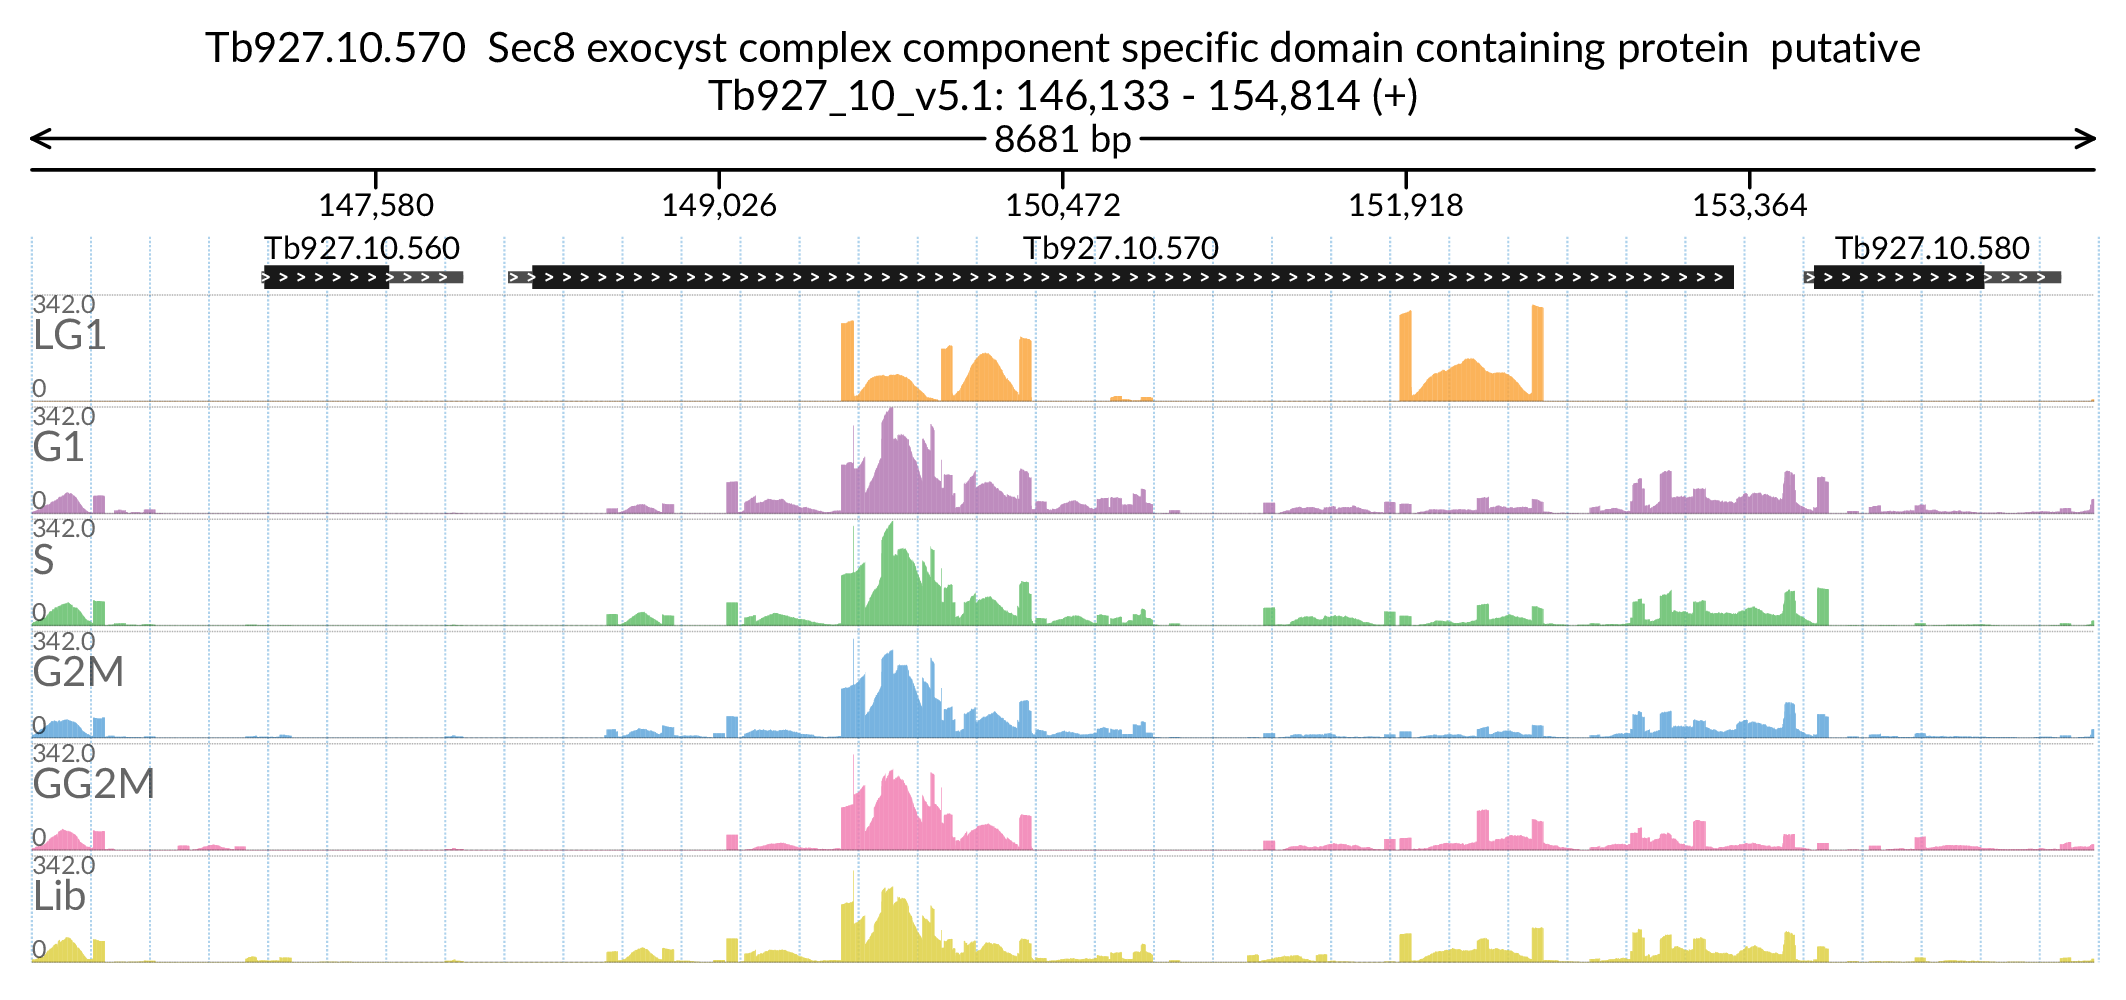 Tb927.10.570  Sec8 exocyst complex component specific domain containing protein  putative
Tb927_10_v5.1: 146,133 - 154,814 (+)
8681 bp
147,580 149,026 150,472 151,918 153,364
Tb927.10.560 Tb927.10.570 Tb927.10.580
342.0
LG1
0
342.0
G1
0
342.0
S
0
342.0
G2M
0
342.0
GG2M
0
342.0
Lib
0